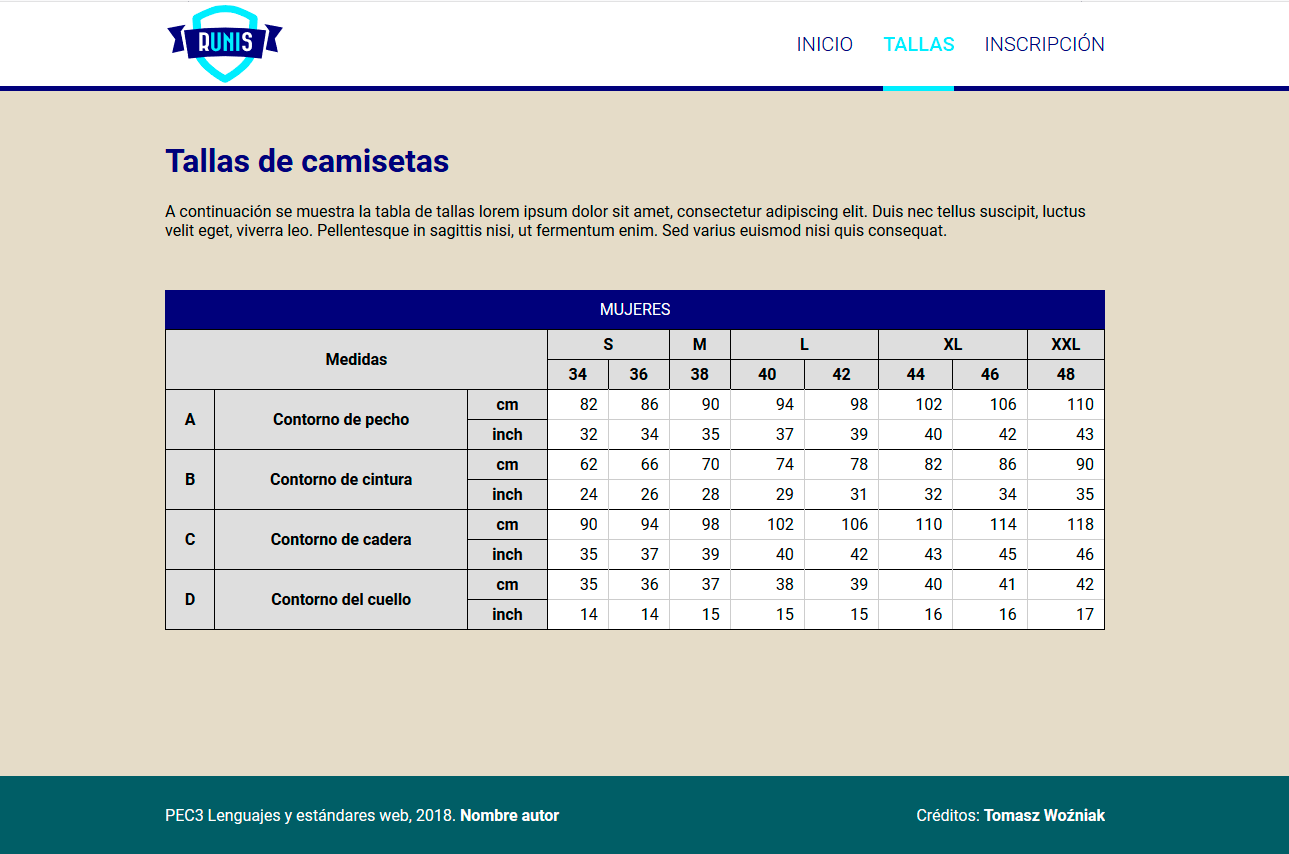 RUNIS
INICIO TALLAS INSCRIPCIÓN
Tallas de camisetas
A continuación se muestra la tabla de tallas lorem ipsum dolor sit amet, consectetur adipiscing elit. Duis nec tellus suscipit, luctus
velit eget, viverra leo. Pellentesque in sagittis nisi, ut fermentum enim. Sed varius euismod nisi quis consequat.
MUJERES
Medidas S M L XL XXL
34 36 38 40 42 44 46 48
A Contorno de pecho cm 82 86 90 94 98 102 106 110
inch 32 34 35 37 39 40 42 43
B Contorno de cintura cm 62 66 70 74 78 82 86 90
inch 24 26 28 29 31 32 34 35
C Contorno de cadera cm 90 94 98 102 106 110 114 118
inch 35 37 39 40 42 43 45 46
D Contorno del cuello cm 35 36 37 38 39 40 41 42
inch 14 14 15 15 15 16 16 17
PEC3 Lenguajes y estándares web, 2018. Nombre autor Créditos: Tomasz Woźniak